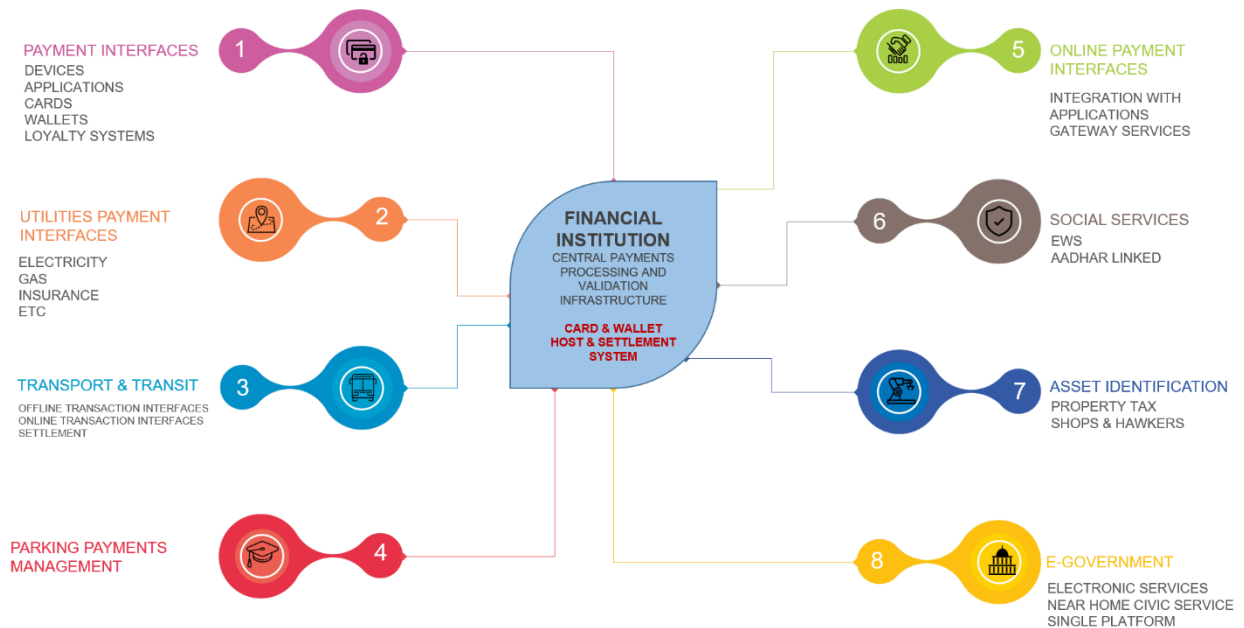 1
PAYMENT INTERFACES
DEVICES
APPLICATIONS
CARDS
WALLETS
LOYALTY SYSTEMS
2
UTILITIES PAYMENT
INTERFACES
ELECTRICITY
GAS
INSURANCE
ETC
3
TRANSPORT & TRANSIT
OFFLINE TRANSACTION INTERFACES
ONLINE TRANSACTION INTERFACES
SETTLEMENT
4
PARKING PAYMENTS
MANAGEMENT
FINANCIAL
INSTITUTION
CENTRAL PAYMENTS
PROCESSING AND
VALIDATION
INFRASTRUCTURE
CARD & WALLET
HOST & SETTLEMENT
SYSTEM
5
ONLINE PAYMENT
INTERFACES
INTEGRATION WITH
APPLICATIONS
GATEWAY SERVICES
6
SOCIAL SERVICES
EWS
AADHAR LINKED
7
ASSET IDENTIFICATION
PROPERTY TAX
SHOPS & HAWKERS
8
E-GOVERNMENT
ELECTRONIC SERVICES
NEAR HOME CIVIC SERVICE
SINGLE PLATFORM